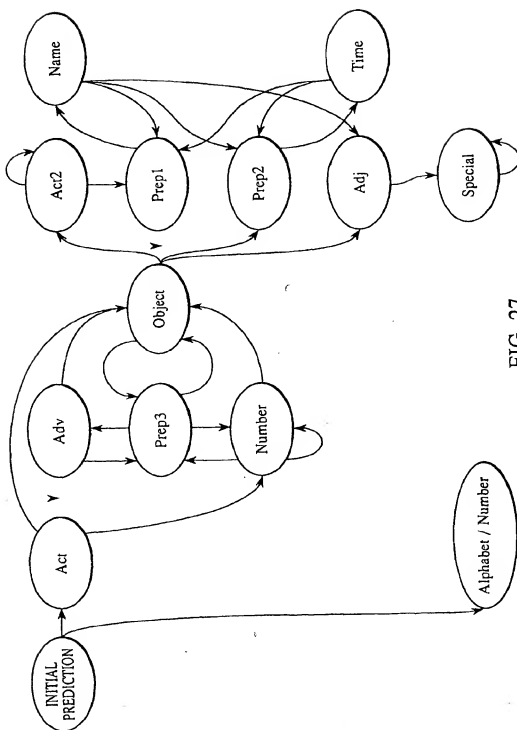 INITIAL
PREDICTION
Act
Alphabet / Number
Adv
Prep3
Number
Object
Act2
Prep1
Prep2
Adj
Special
Name
Time
FIG. 27